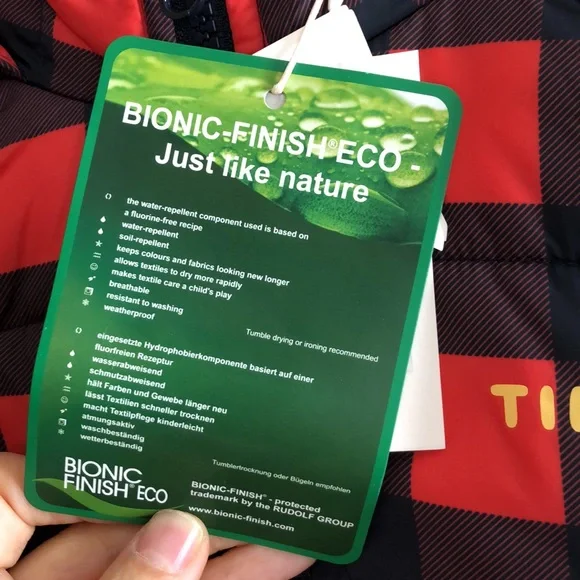 BIONIC-FINISH®ECO -
Just like nature
the water-repellent component used is based on
a fluorine-free recipe
water-repellent
soil-repellent
keeps colours and fabrics looking new longer
allows textiles to dry more rapidly
makes textile care a child's play
breathable
resistant to washing
weatherproof
Tumble drying or ironing recommended
eingesetzte Hydrophobierkomponente basiert auf einer
fluorfreien Rezeptur
wasserabweisend
schmutzabweisend
hält Farben und Gewebe länger neu
lässt Textilien schneller trocknen
macht Textilpflege kinderleicht
atmungsaktiv
waschbeständig
wetterbeständig
Tumblertrocknung oder Bügeln empfohlen
BIONIC
FINISH® ECO
BIONIC-FINISH® - protected
trademark by the RUDOLF GROUP
www.bionic-finish.com